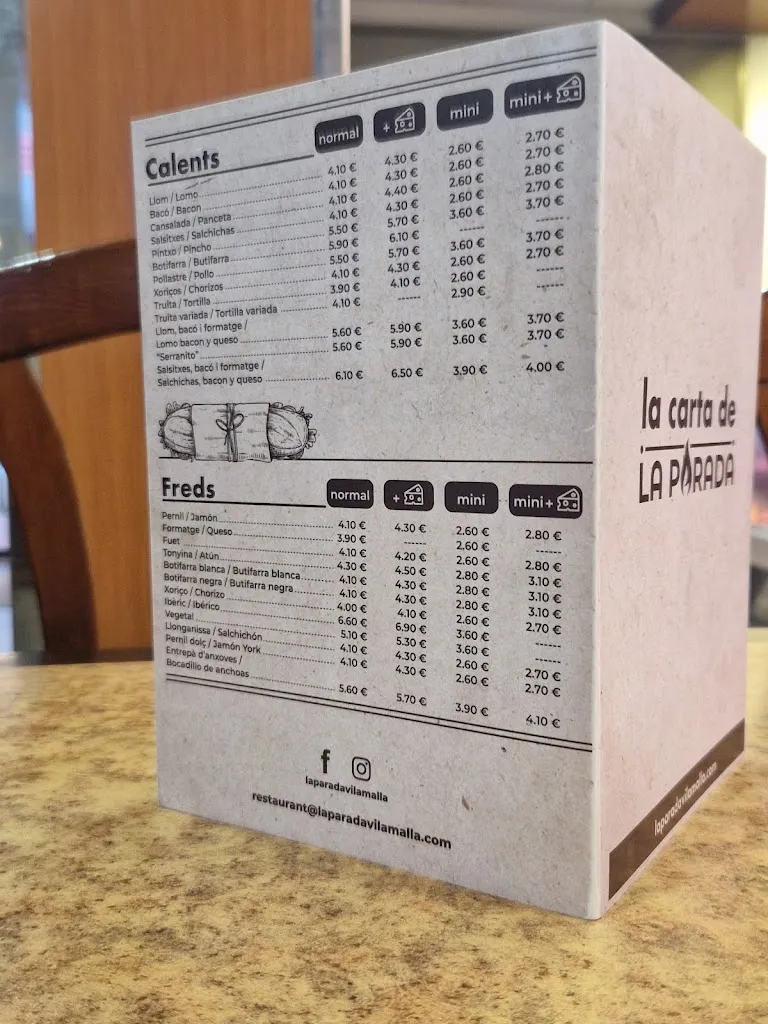 Calents normal + mini mini+
Llom / Lomo 4.10 € 4.30 € 2.60 € 2.70 €
Bacó / Bacon 4.10 € 4.30 € 2.60 € 2.70 €
Cansalada / Panceta 4.10 € 4.40 € 2.60 € 2.80 €
Salsitxes / Salchichas 4.10 € 4.30 € 2.60 € 2.70 €
Pintxo / Pincho 5.50 € 5.70 € 3.60 € 3.70 €
Botifarra / Butifarra 5.90 € 6.10 € ------ ------
Pollastre / Pollo 5.50 € 5.70 € 3.60 € 3.70 €
Xoriços / Chorizos 4.10 € 4.30 € 2.60 € 2.70 €
Truita / Tortilla 3.90 € 4.10 € 2.60 € ------
Truita variada / Tortilla variada 4.10 € ------ 2.90 € ------
Llom, bacó i formatge /
Lomo bacon y queso 5.60 € 5.90 € 3.60 € 3.70 €
"Serranito" 5.60 € 5.90 € 3.60 € 3.70 €
Salsitxes, bacó i formatge /
Salchichas, bacon y queso 6.10 € 6.50 € 3.90 € 4.00 €
Freds normal + mini mini+
Pernil / Jamón 4.10 € 4.30 € 2.60 € 2.80 €
Formatge / Queso 3.90 € ------ 2.60 € ------
Fuet 4.10 € 4.20 € 2.60 € 2.80 €
Tonyina / Atún 4.30 € 4.50 € 2.80 € 3.10 €
Botifarra blanca / Butifarra blanca 4.10 € 4.30 € 2.80 € 3.10 €
Botifarra negra / Butifarra negra 4.10 € 4.30 € 2.80 € 3.10 €
Xoriço / Chorizo 4.00 € 4.10 € 2.60 € 2.70 €
Ibèric / Ibérico 6.60 € 6.90 € 3.60 € ------
Vegetal 5.10 € 5.30 € 3.60 € ------
Llonganissa / Salchichón 4.10 € 4.30 € 2.60 € 2.70 €
Pernil dolç / Jamón York 4.10 € 4.30 € 2.60 € 2.70 €
Entrepà d'anxoves /
Bocadillo de anchoas 5.60 € 5.70 € 3.90 € 4.10 €
laparadavilamalla
restaurant@laparadavilamalla.com
la carta de
LA PARADA
laparadavilamalla.com